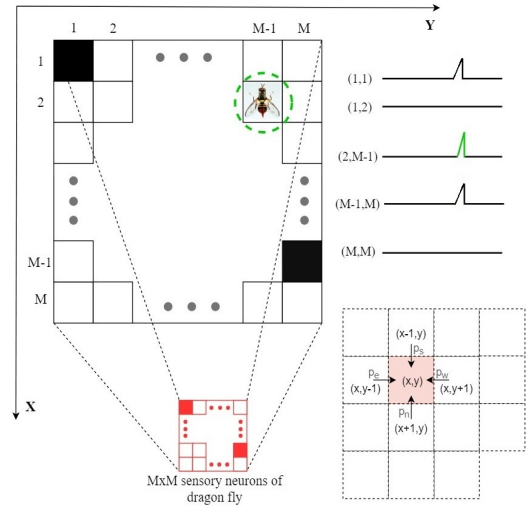 Y
1
2
M-1
M
1
2
M-1
M
X
(1,1)
(1,2)
(2,M-1)
(M-1,M)
(M,M)
MxM sensory neurons of
dragon fly
(x-1,y)
ps
pe
(x,y-1)
(x,y)
pw
(x,y+1)
pn
(x+1,y)